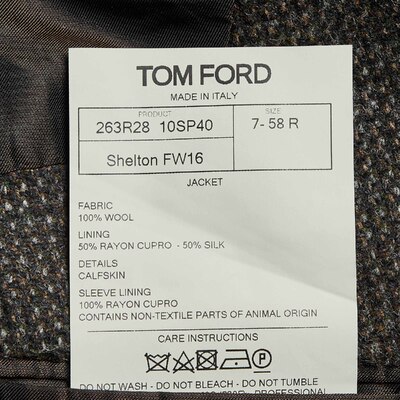 TOM FORD
MADE IN ITALY
PRODUCT SIZE
263R28 10SP40 7- 58 R
Shelton FW16
JACKET
FABRIC
100% WOOL
LINING
50% RAYON CUPRO - 50% SILK
DETAILS
CALFSKIN
SLEEVE LINING
100% RAYON CUPRO
CONTAINS NON-TEXTILE PARTS OF ANIMAL ORIGIN
CARE INSTRUCTIONS
P
DO NOT WASH - DO NOT BLEACH - DO NOT TUMBLE